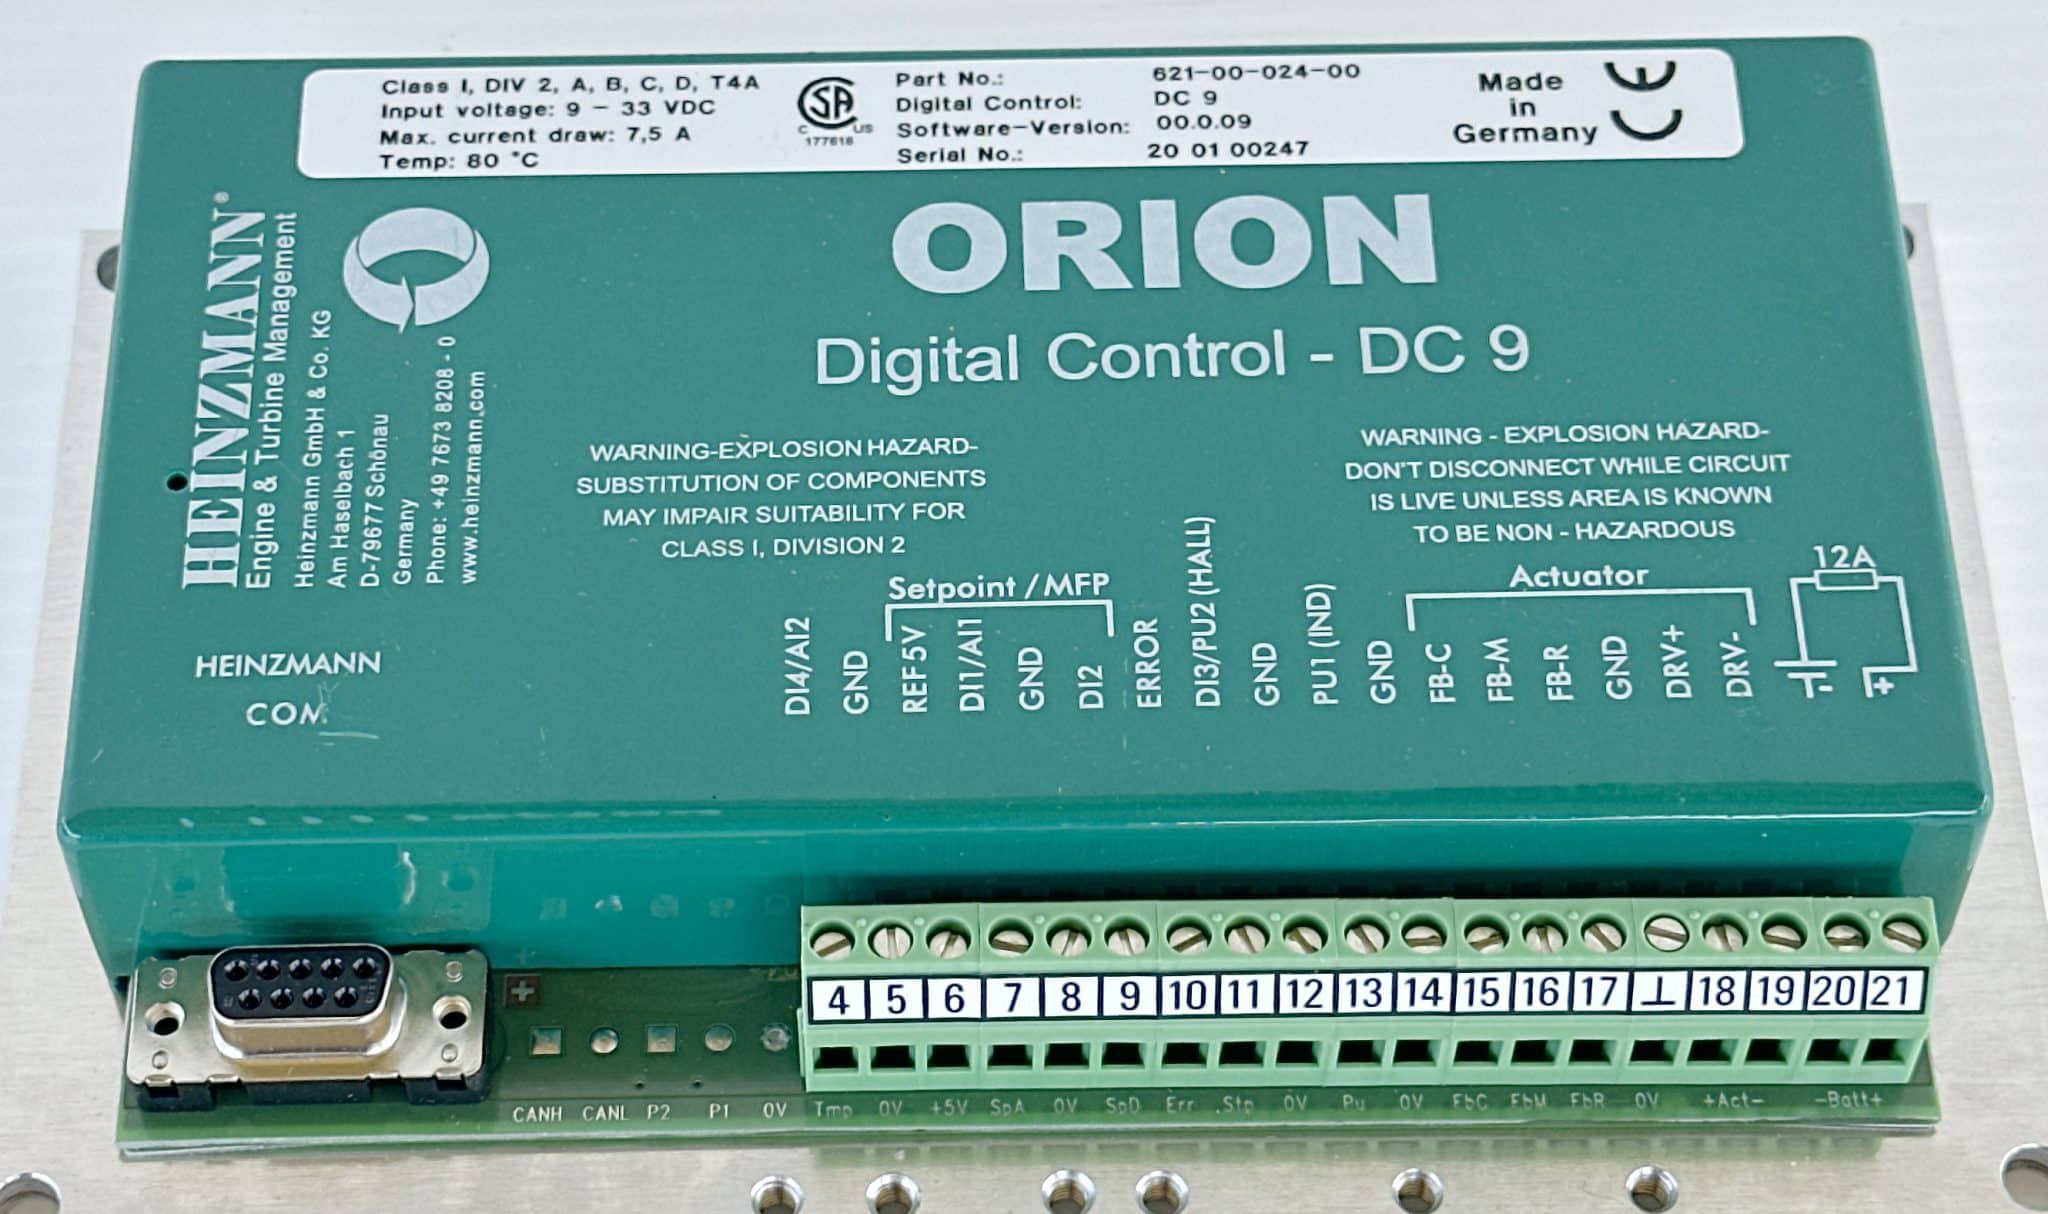 Class I, DIV 2, A, B, C, D, T4A
Input voltage: 9 - 33 VDC
Max. current draw: 7,5 A
Temp: 80 °C
CSA
C US
177618
Part No.: 621-00-024-00
Digital Control: DC 9
Software-Version: 00.0.09
Serial No.: 20 01 00247
Made
in
Germany
CE
HEINZMANN®
Engine & Turbine Management
Heinzmann GmbH & Co. KG
Am Haselbach 1
D-79677 Schönau
Germany
Phone: +49 7673 8208 - 0
www.heinzmann.com
ORION
Digital Control - DC 9
WARNING-EXPLOSION HAZARD-
SUBSTITUTION OF COMPONENTS
MAY IMPAIR SUITABILITY FOR
CLASS I, DIVISION 2
WARNING - EXPLOSION HAZARD-
DON'T DISCONNECT WHILE CIRCUIT
IS LIVE UNLESS AREA IS KNOWN
TO BE NON - HAZARDOUS
HEINZMANN
COM.
Setpoint / MFP
Actuator
12A
DI4/AI2
GND
REF 5V
DI1/AI1
GND
DI2
ERROR
DI3/PU2 (HALL)
GND
PU1 (IND)
GND
FB-C
FB-M
FB-R
GND
DRV+
DRV-
- +
4 5 6 7 8 9 10 11 12 13 14 15 16 17 ⊥ 18 19 20 21
CANH CANL P2 P1 0V Tmp 0V +5V SpA 0V SpD Err .Stp 0V Pu 0V FbC FbM FbR 0V +Act- -Batt+